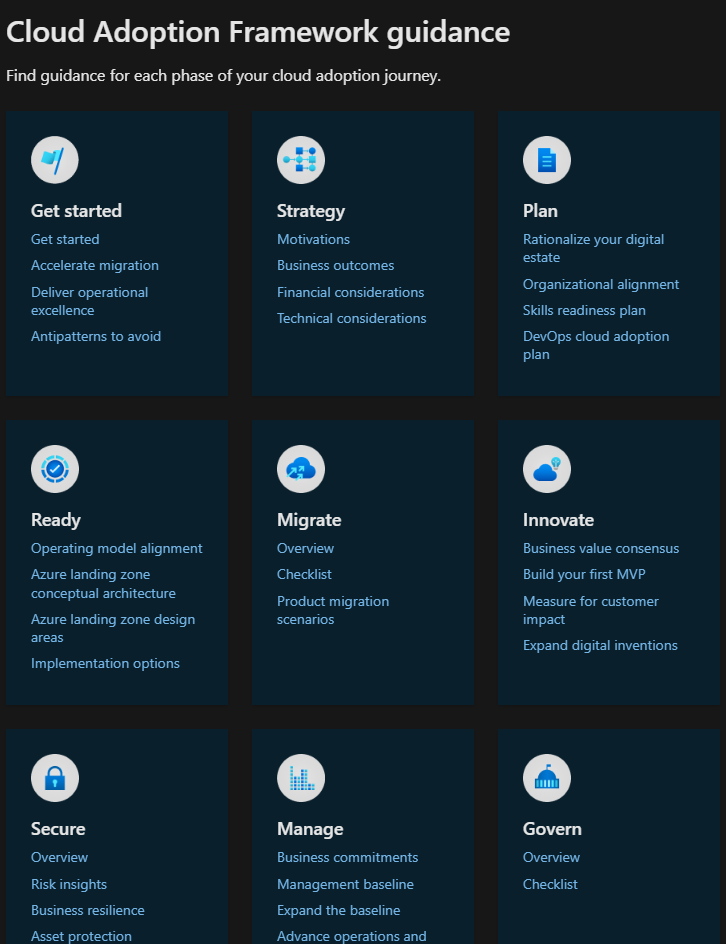 Cloud Adoption Framework guidance
Find guidance for each phase of your cloud adoption journey.
Get started
Get started
Accelerate migration
Deliver operational
excellence
Antipatterns to avoid
Strategy
Motivations
Business outcomes
Financial considerations
Technical considerations
Plan
Rationalize your digital
estate
Organizational alignment
Skills readiness plan
DevOps cloud adoption
plan
Ready
Operating model alignment
Azure landing zone
conceptual architecture
Azure landing zone design
areas
Implementation options
Migrate
Overview
Checklist
Product migration
scenarios
Innovate
Business value consensus
Build your first MVP
Measure for customer
impact
Expand digital inventions
Secure
Overview
Risk insights
Business resilience
Asset protection
Manage
Business commitments
Management baseline
Expand the baseline
Advance operations and
Govern
Overview
Checklist